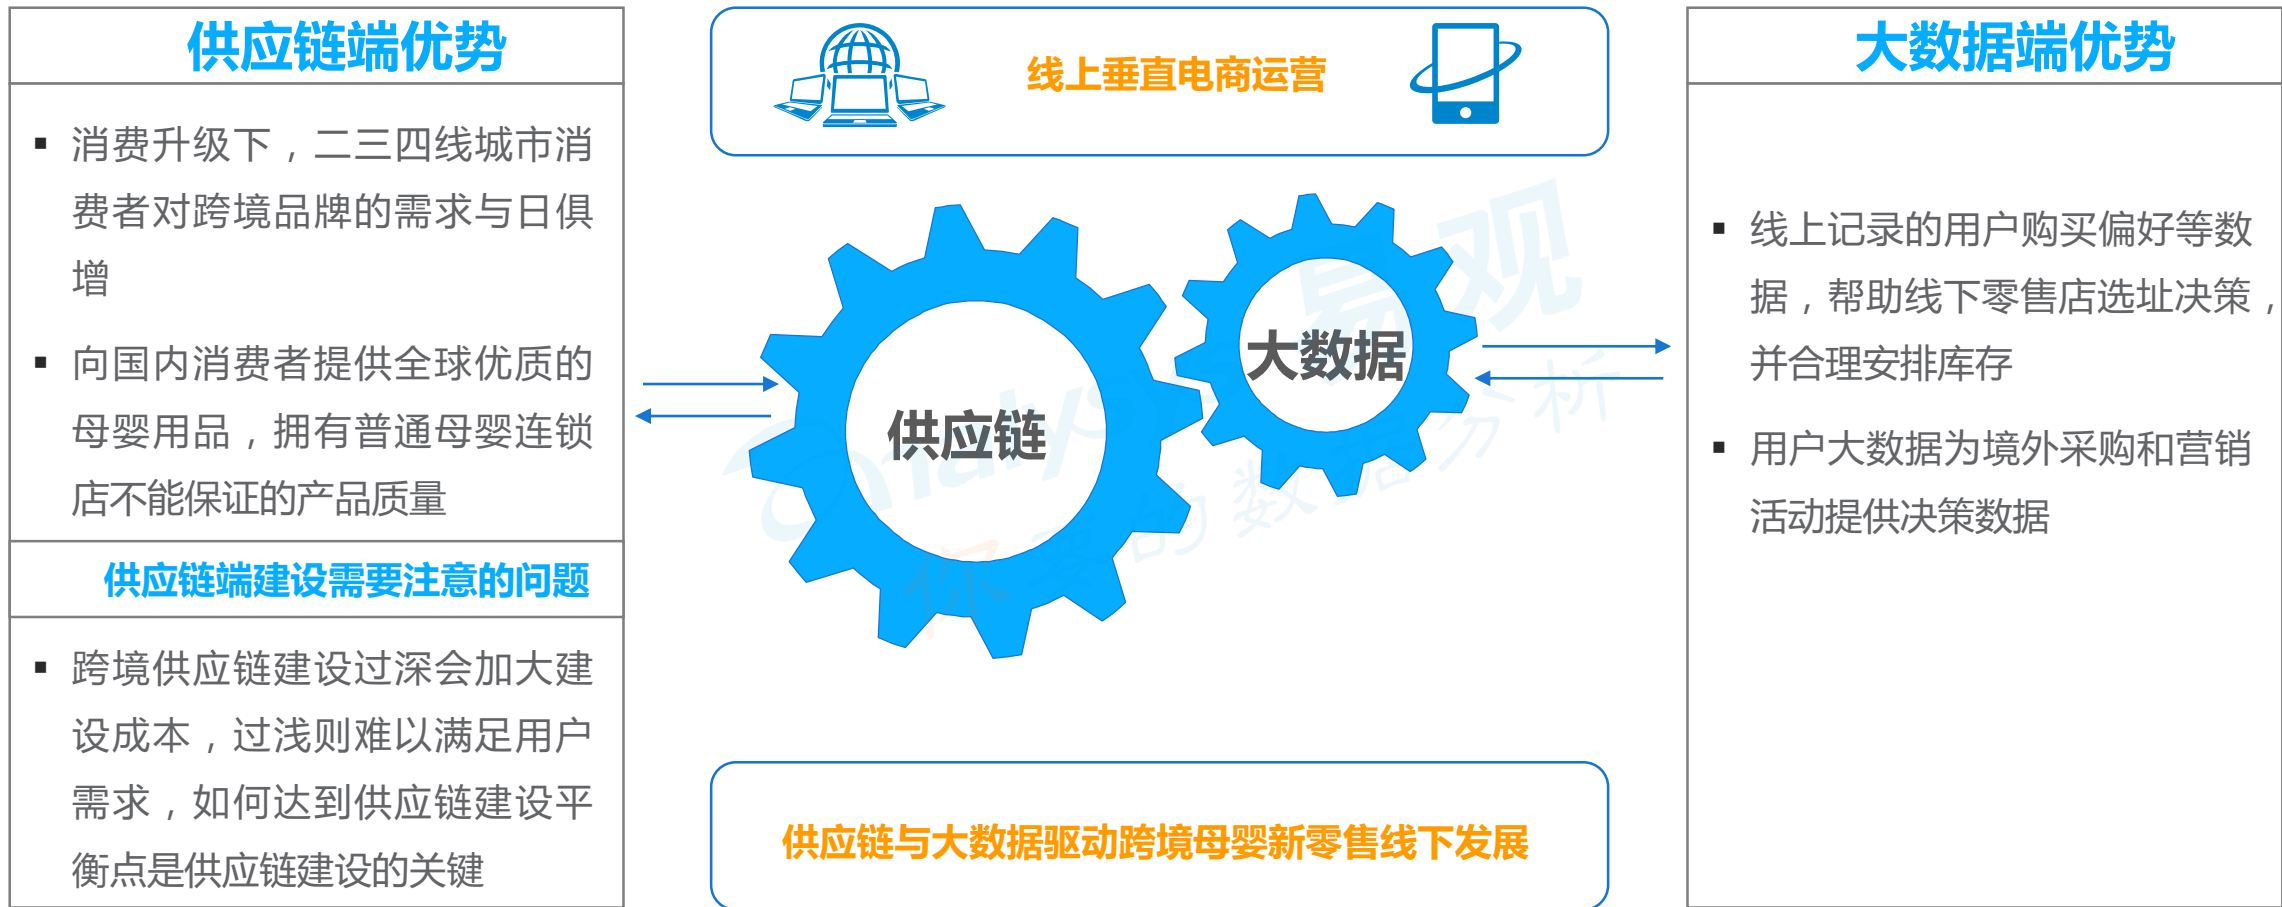 供应链端优势
消费升级下，二三四线城市消
费者对跨境品牌的需求与日俱
增
向国内消费者提供全球优质的
母婴用品，拥有普通母婴连锁
店不能保证的产品质量
供应链端建设需要注意的问题
跨境供应链建设过深会加大建
设成本，过浅则难以满足用户
需求，如何达到供应链建设平
衡点是供应链建设的关键
线上垂直电商运营
供应链
大数据
Analysys 易观
你要的数据分析
供应链与大数据驱动跨境母婴新零售线下发展
大数据端优势
线上记录的用户购买偏好等数
据，帮助线下零售店选址决策，
并合理安排库存
用户大数据为境外采购和营销
活动提供决策数据